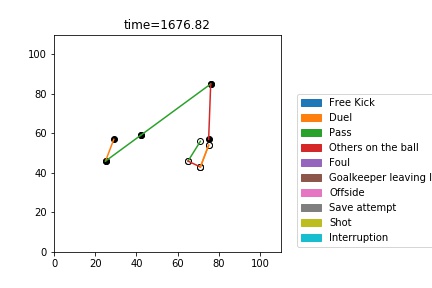 time=1676.82
100
80
60
40
20
0
0 20 40 60 80 100
Free Kick
Duel
Pass
Others on the ball
Foul
Goalkeeper leaving l
Offside
Save attempt
Shot
Interruption